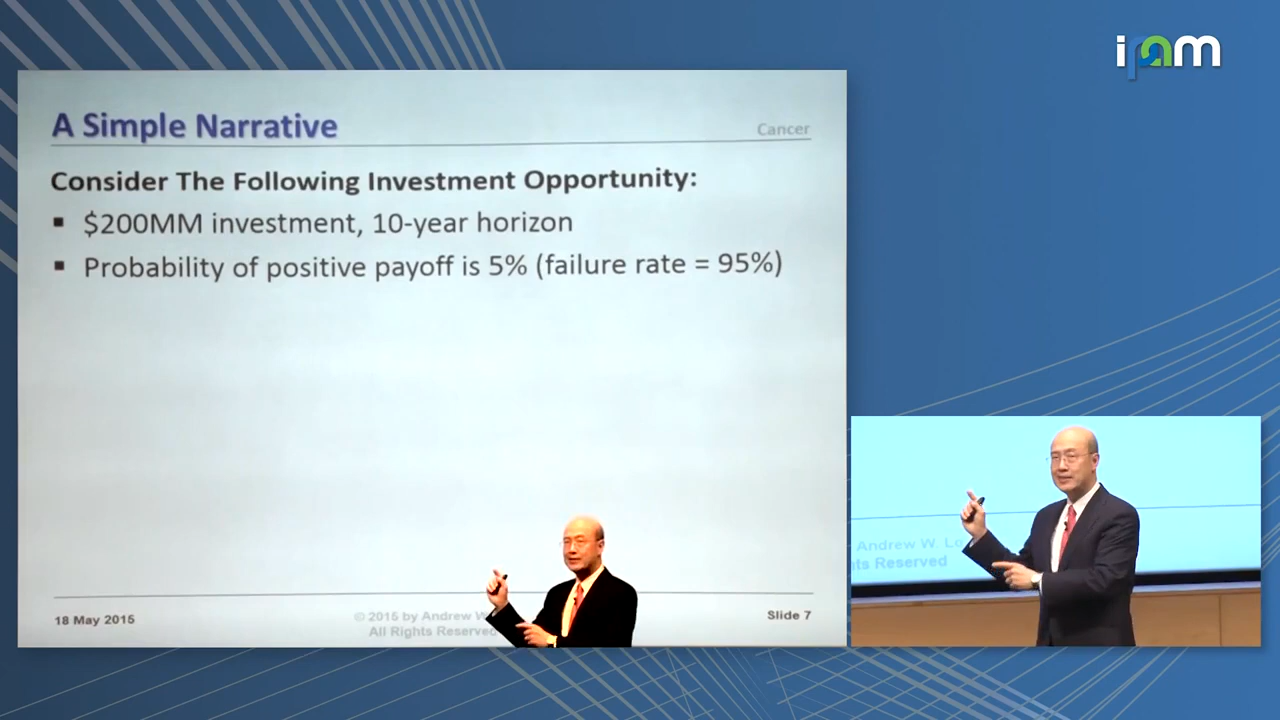 ipam
A Simple Narrative
Cancer
Consider The Following Investment Opportunity:
▪ $200MM investment, 10-year horizon
▪ Probability of positive payoff is 5% (failure rate = 95%)
18 May 2015
© 2015 by Andrew W
All Rights Reserved
Slide 7
Andrew W. Lo
ts Reserved